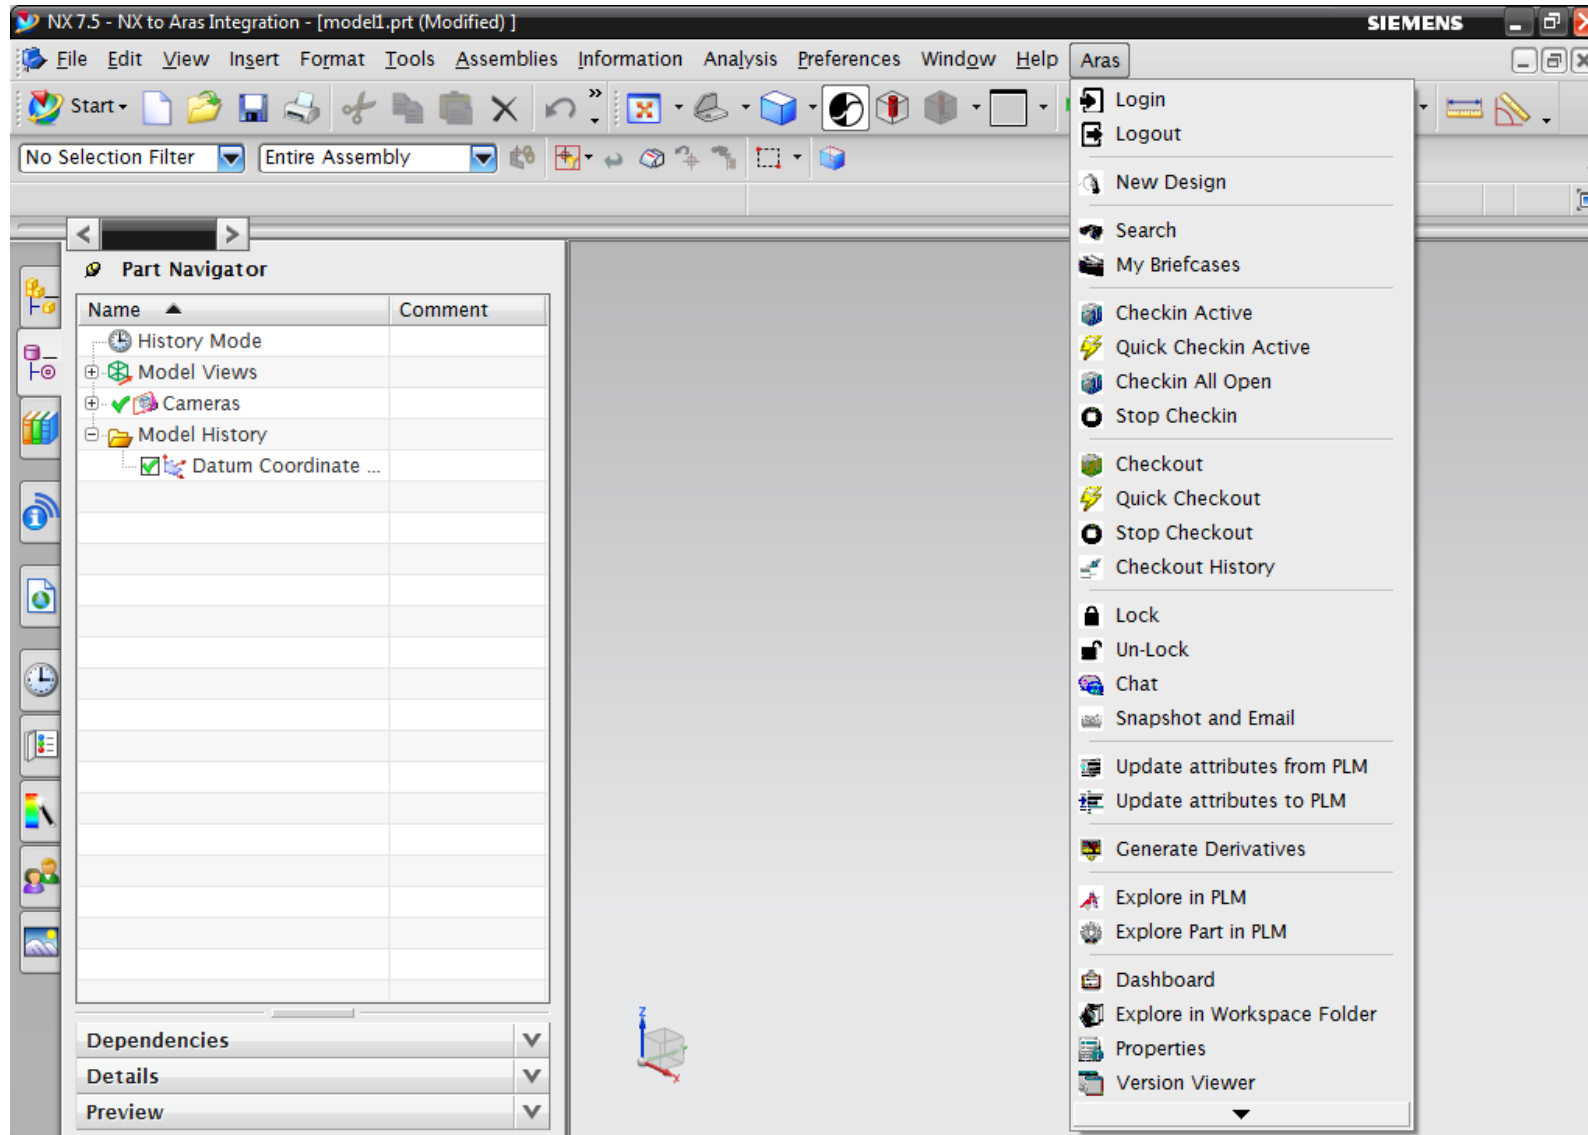 NX 7.5 - NX to Aras Integration - [model1.prt (Modified) ]
SIEMENS
File Edit View Insert Format Tools Assemblies Information Analysis Preferences Window Help Aras
Start
No Selection Filter
Entire Assembly
Part Navigator
Name Comment
History Mode
Model Views
Cameras
Model History
Datum Coordinate ...
Dependencies
Details
Preview
Z
X
Login
Logout
New Design
Search
My Briefcases
Checkin Active
Quick Checkin Active
Checkin All Open
Stop Checkin
Checkout
Quick Checkout
Stop Checkout
Checkout History
Lock
Un-Lock
Chat
Snapshot and Email
Update attributes from PLM
Update attributes to PLM
Generate Derivatives
Explore in PLM
Explore Part in PLM
Dashboard
Explore in Workspace Folder
Properties
Version Viewer